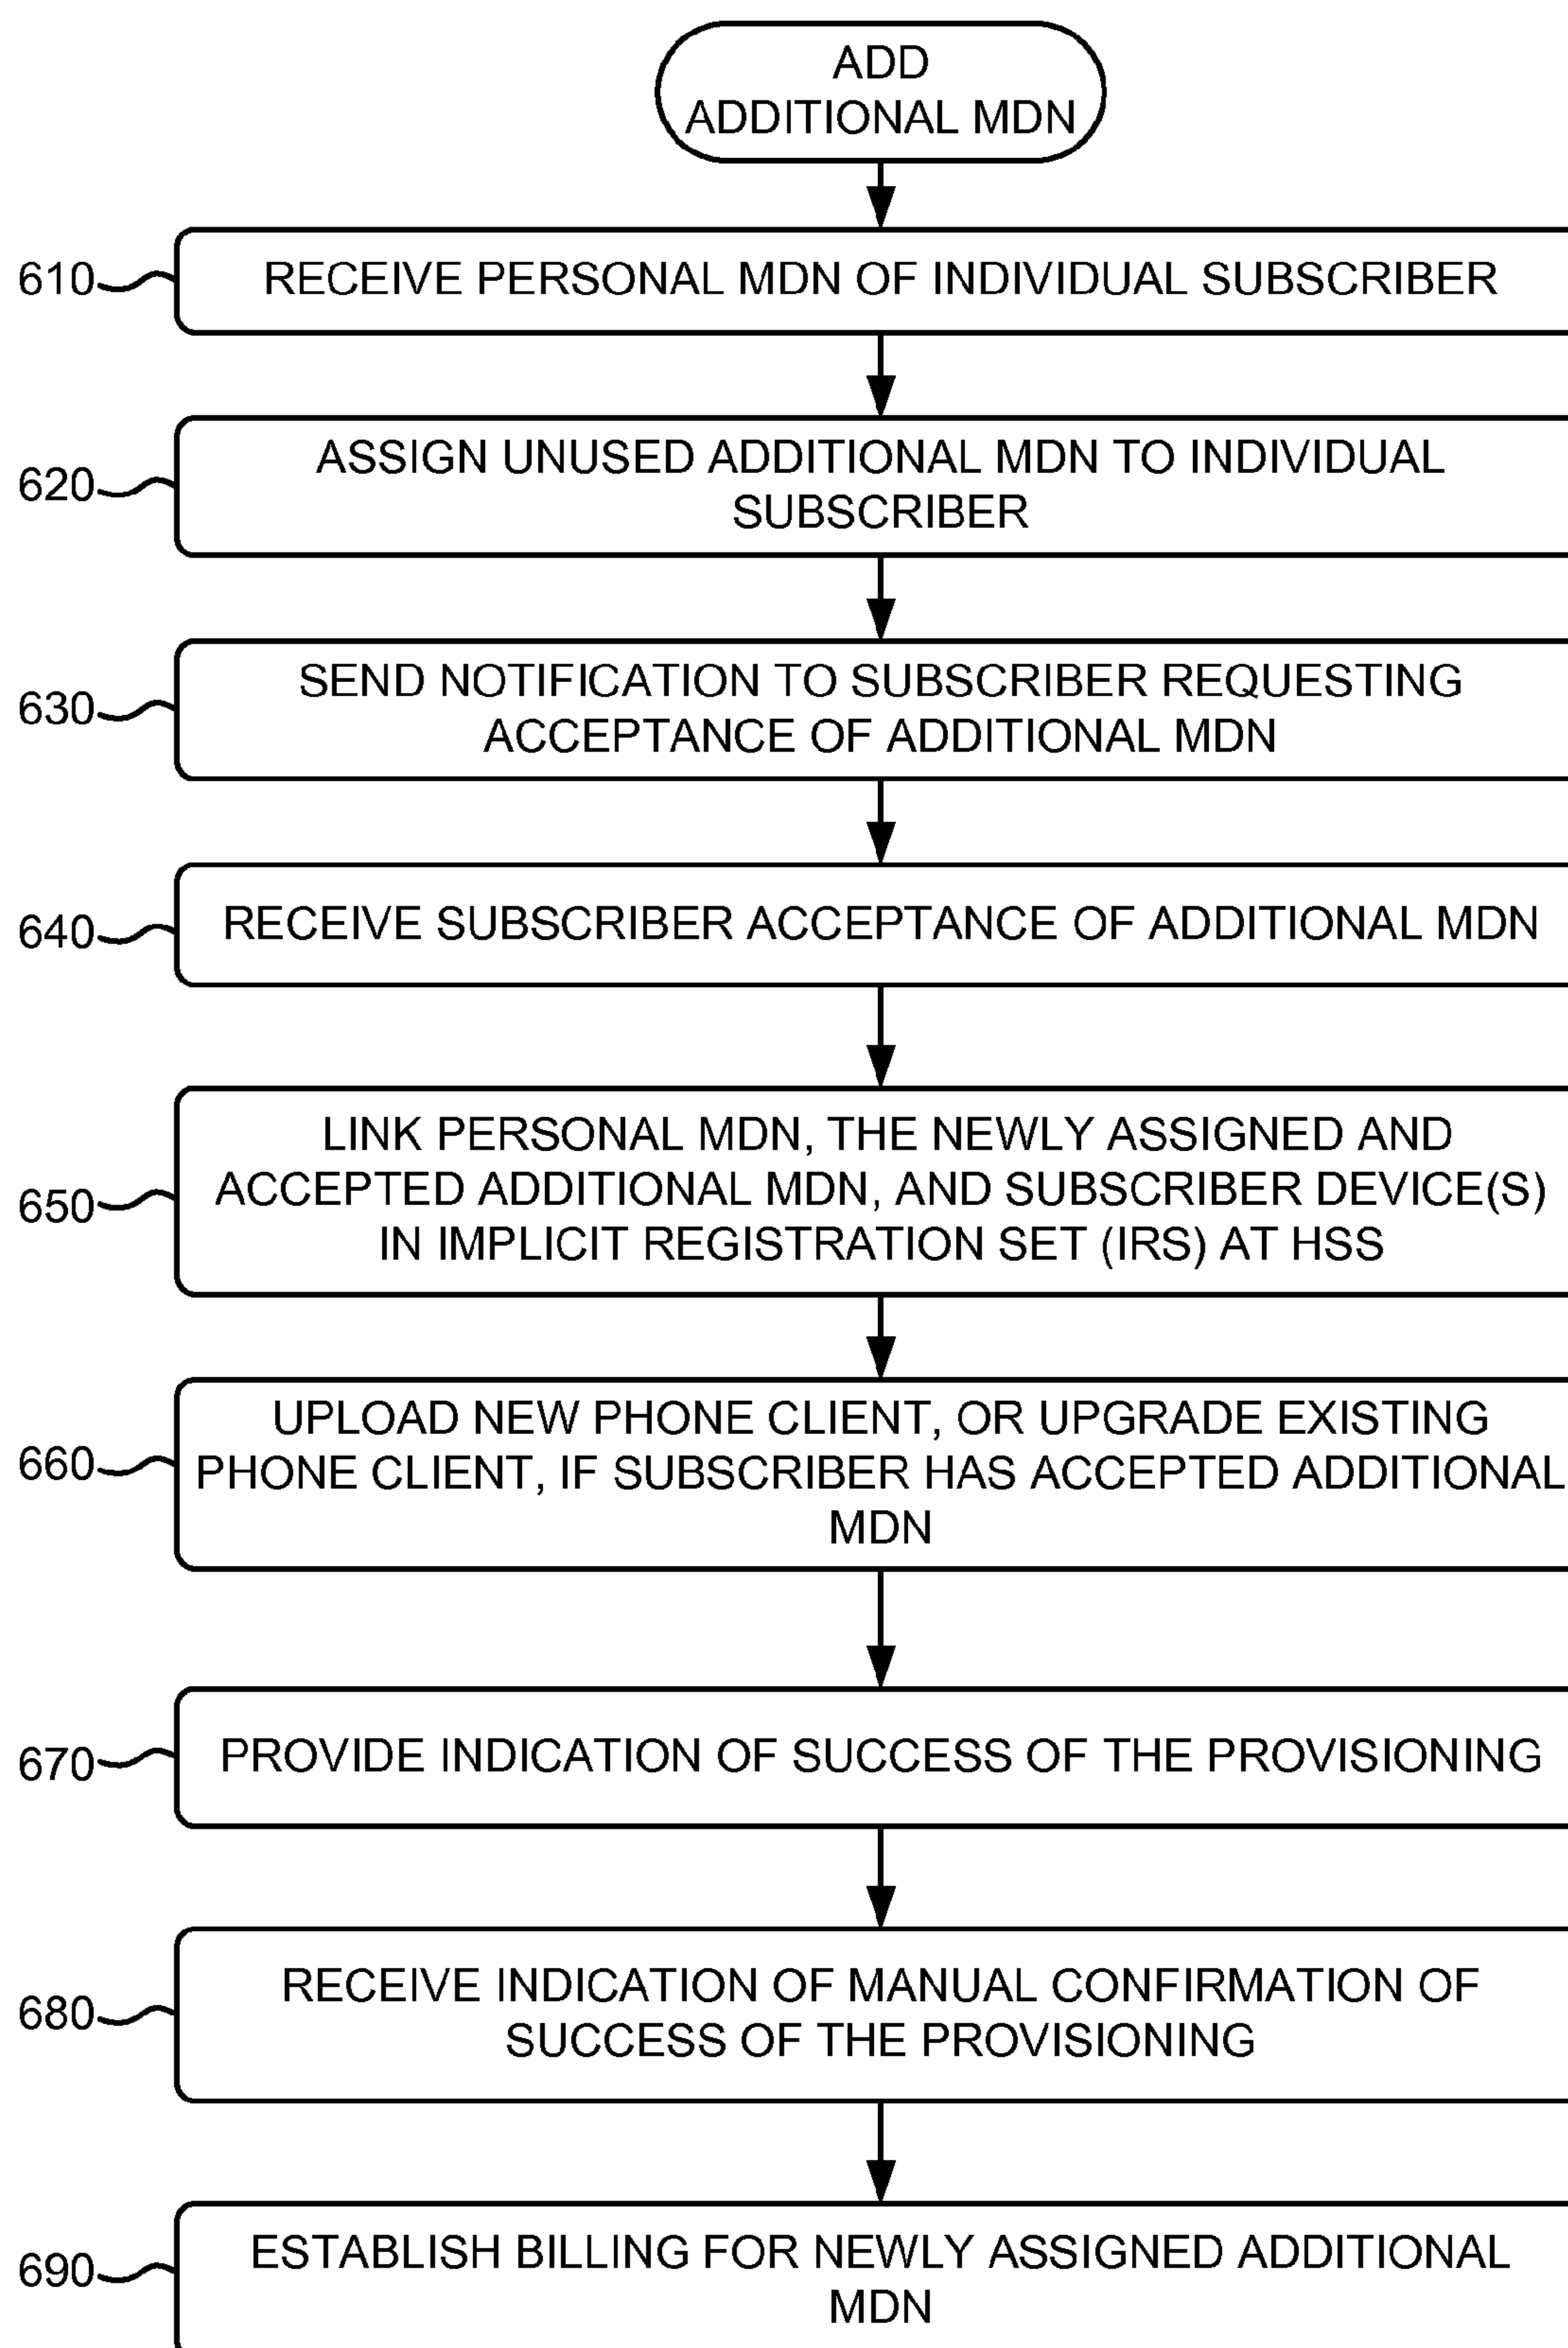 ADD
ADDITIONAL MDN
610
RECEIVE PERSONAL MDN OF INDIVIDUAL SUBSCRIBER
620
ASSIGN UNUSED ADDITIONAL MDN TO INDIVIDUAL
SUBSCRIBER
630
SEND NOTIFICATION TO SUBSCRIBER REQUESTING
ACCEPTANCE OF ADDITIONAL MDN
640
RECEIVE SUBSCRIBER ACCEPTANCE OF ADDITIONAL MDN
650
LINK PERSONAL MDN, THE NEWLY ASSIGNED AND
ACCEPTED ADDITIONAL MDN, AND SUBSCRIBER DEVICE(S)
IN IMPLICIT REGISTRATION SET (IRS) AT HSS
660
UPLOAD NEW PHONE CLIENT, OR UPGRADE EXISTING
PHONE CLIENT, IF SUBSCRIBER HAS ACCEPTED ADDITIONAL
MDN
670
PROVIDE INDICATION OF SUCCESS OF THE PROVISIONING
680
RECEIVE INDICATION OF MANUAL CONFIRMATION OF
SUCCESS OF THE PROVISIONING
690
ESTABLISH BILLING FOR NEWLY ASSIGNED ADDITIONAL
MDN